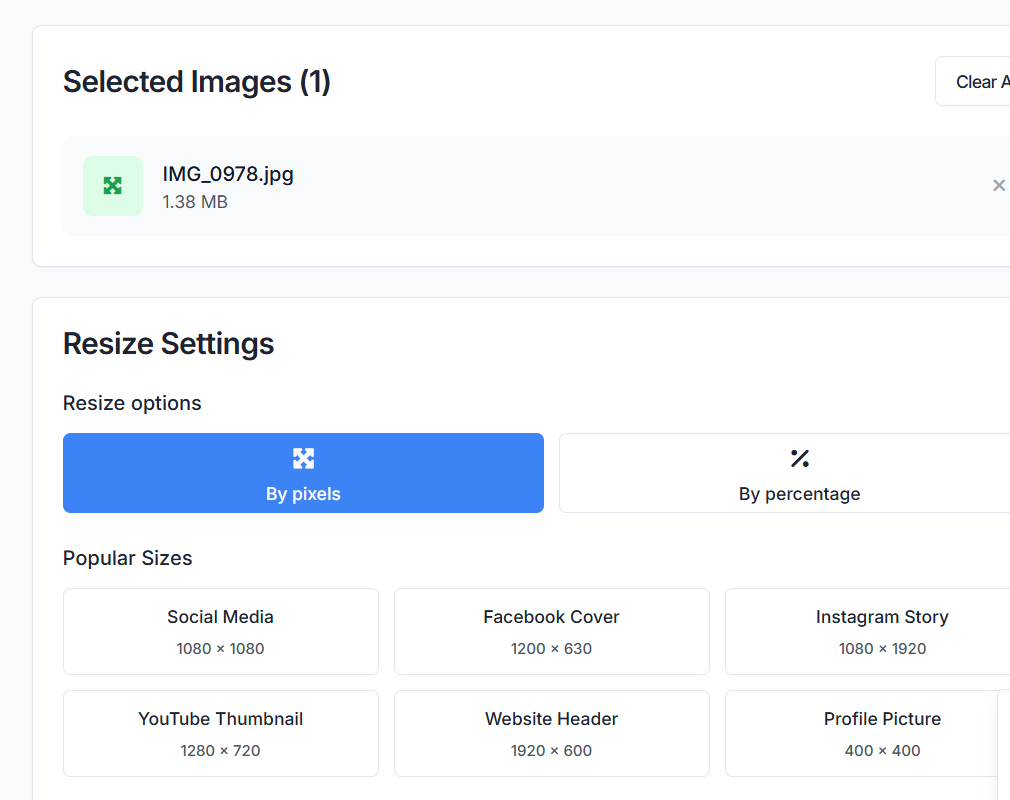 Selected Images (1)
Clear A
IMG_0978.jpg
1.38 MB
Resize Settings
Resize options
By pixels
By percentage
Popular Sizes
Social Media
1080 × 1080
Facebook Cover
1200 × 630
Instagram Story
1080 × 1920
YouTube Thumbnail
1280 × 720
Website Header
1920 × 600
Profile Picture
400 × 400